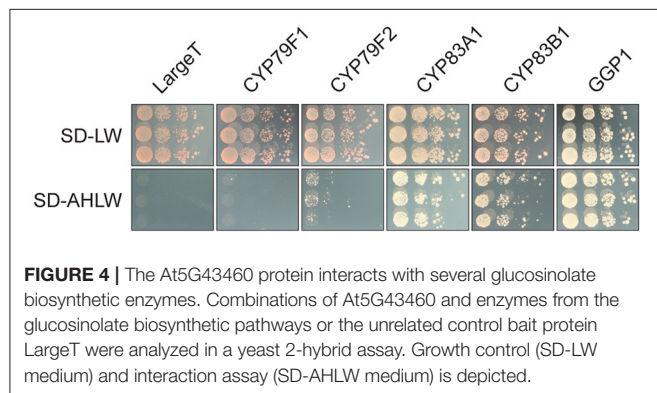 LargeT
CYP79F1
CYP79F2
CYP83A1
CYP83B1
GGP1
SD-LW
SD-AHLW
FIGURE 4 | The At5G43460 protein interacts with several glucosinolate
biosynthetic enzymes. Combinations of At5G43460 and enzymes from the
glucosinolate biosynthetic pathways or the unrelated control bait protein
LargeT were analyzed in a yeast 2-hybrid assay. Growth control (SD-LW
medium) and interaction assay (SD-AHLW medium) is depicted.